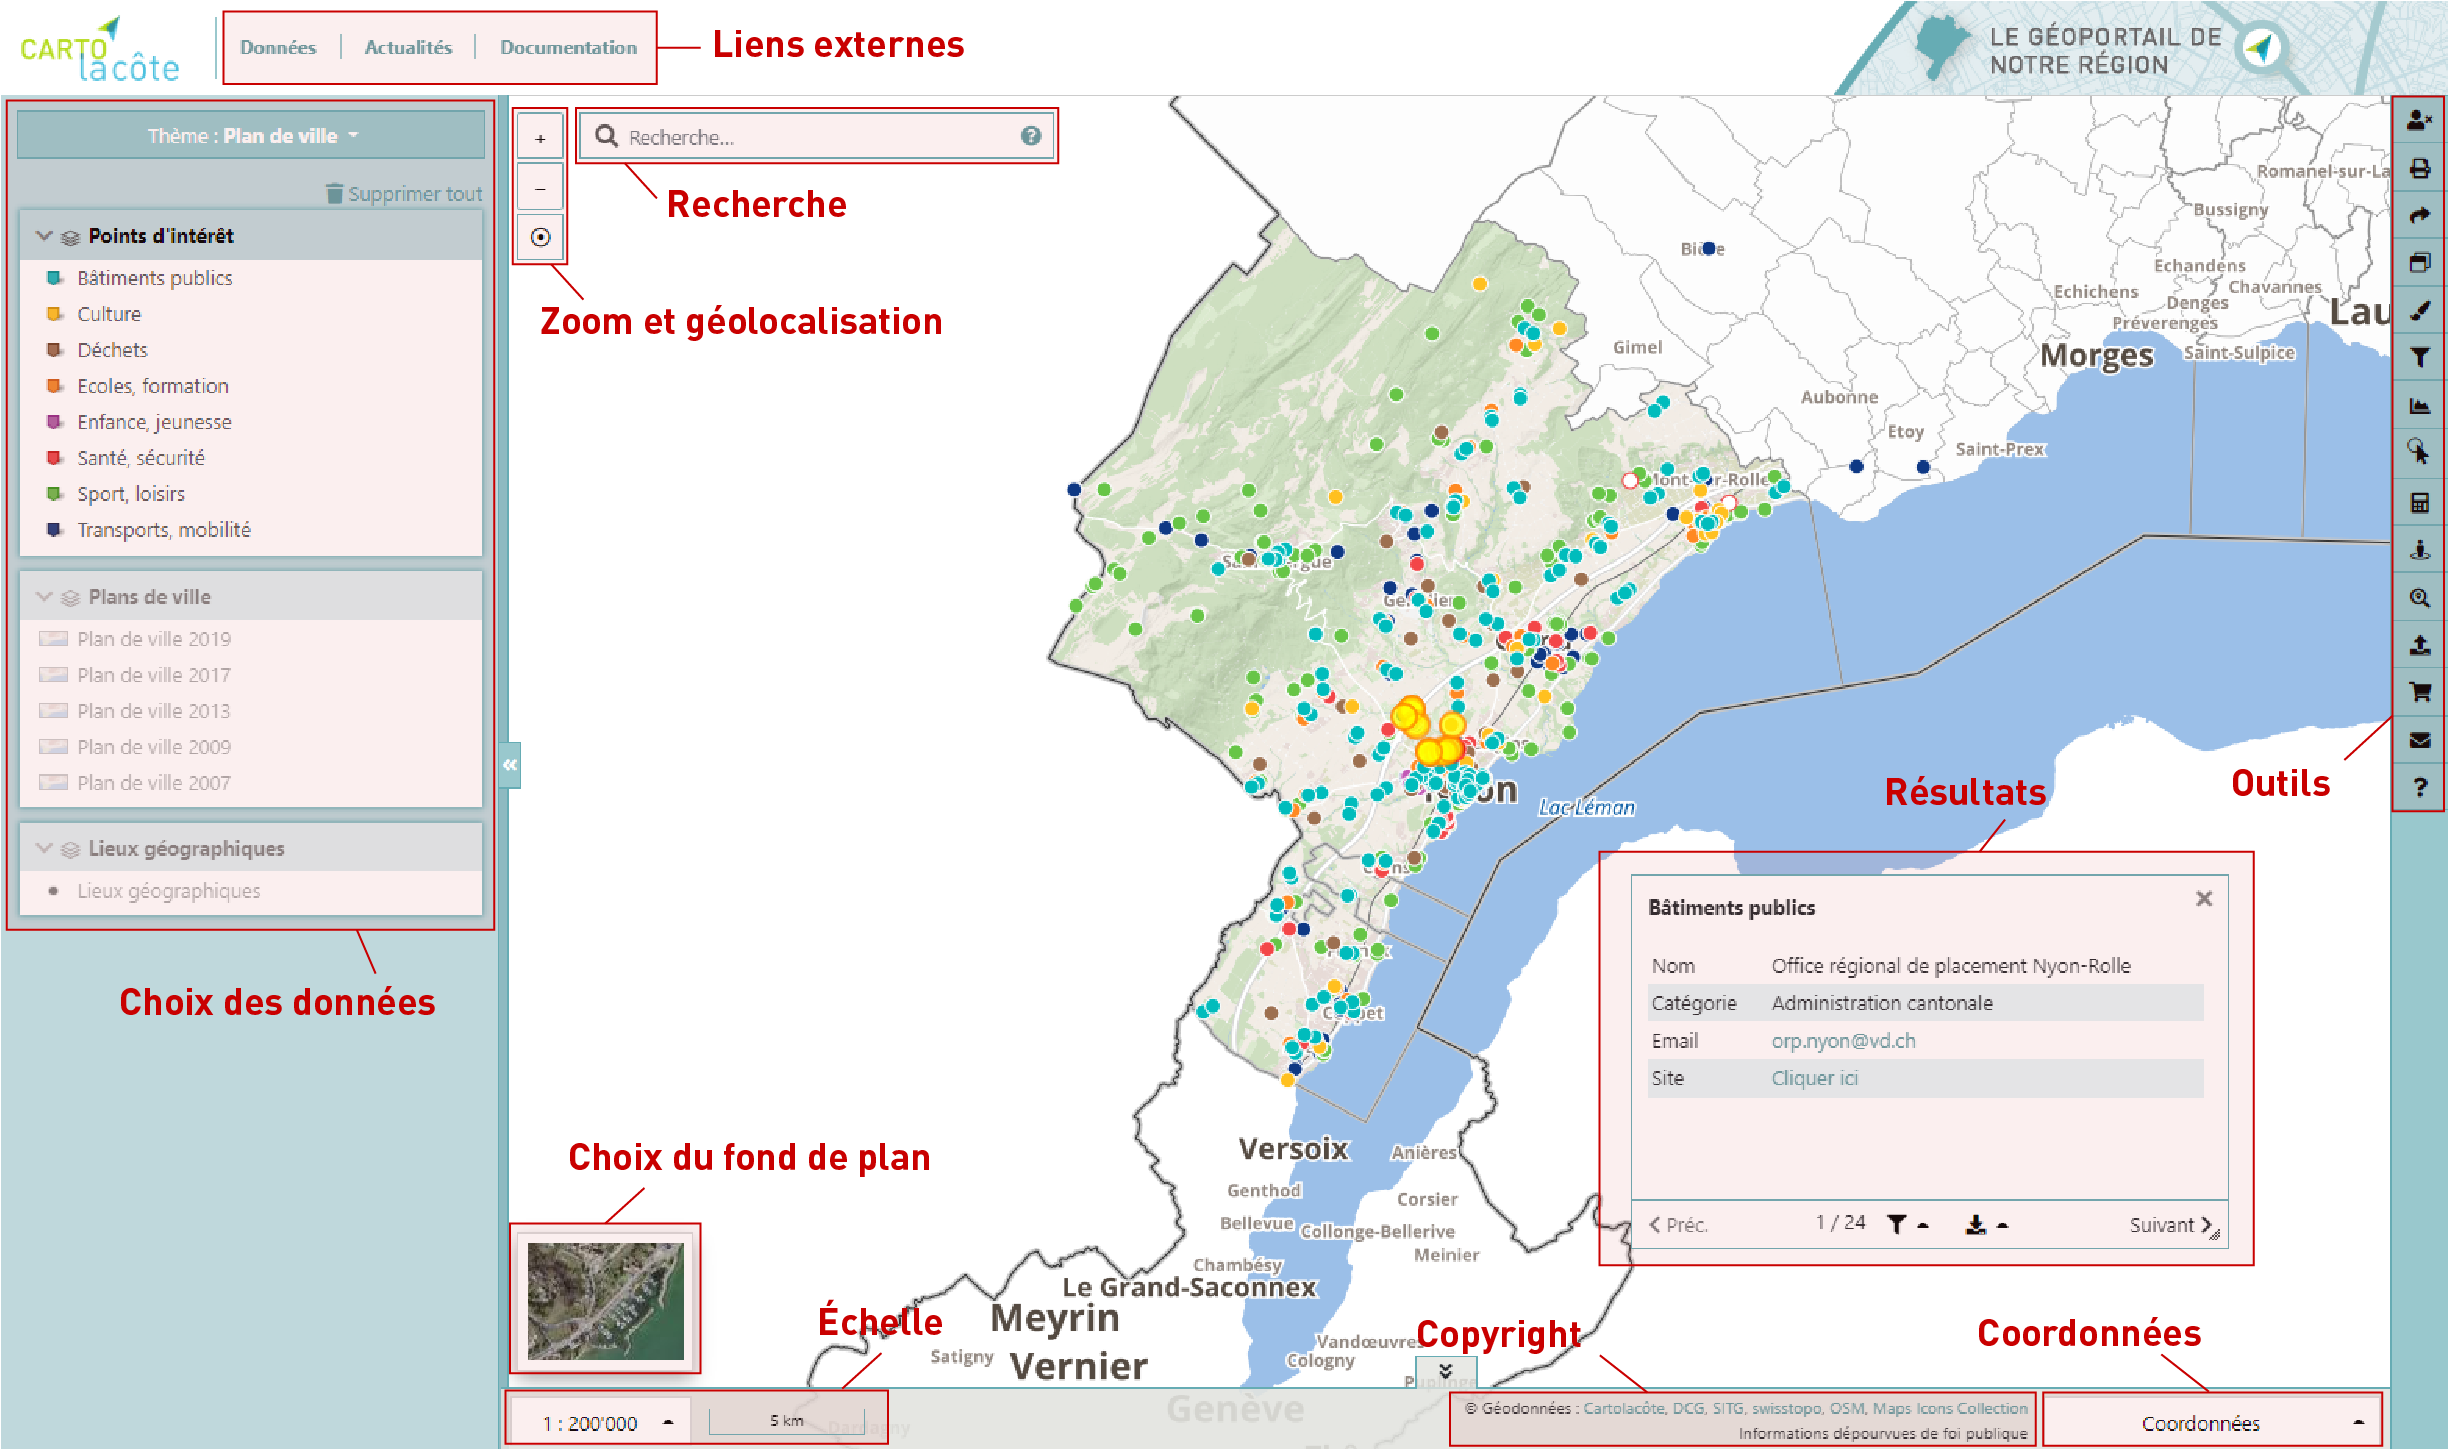 CARTO
lacôte
Données
Actualités
Documentation
Liens externes
LE GÉOPORTAIL DE
NOTRE RÉGION
Thème : Plan de ville
Supprimer tout
Points d'intérêt
Bâtiments publics
Culture
Déchets
Ecoles, formation
Enfance, jeunesse
Santé, sécurité
Sport, loisirs
Transports, mobilité
Plans de ville
Plan de ville 2019
Plan de ville 2017
Plan de ville 2013
Plan de ville 2009
Plan de ville 2007
Lieux géographiques
Lieux géographiques
Choix des données
+
−
Recherche...
?
Recherche
Zoom et géolocalisation
«
Bussigny
Echandens
Chavannes
Echichens
Denges
Préverenges
Saint-Sulpice
Morges
Gimel
Aubonne
Etoy
Saint-Prex
Lac Léman
Outils
?
Résultats
Bâtiments publics
×
Nom Office régional de placement Nyon-Rolle
Catégorie Administration cantonale
Email orp.nyon@vd.ch
Site Cliquer ici
Préc.
1 / 24
Suivant
Choix du fond de plan
Versoix
Anières
Genthod
Corsier
Bellevue
Collonge-Bellerive
Meinier
Chambésy
Le Grand-Saconnex
Meyrin
Échelle
Satigny
Vernier
Vandœuvres
Cologny
Copyright
Coordonnées
Genève
Dardagny
1 : 200'000
5 km
© Géodonnées : Cartolacôte, DCG, SITG, swisstopo, OSM, Maps Icons Collection
Informations dépourvues de foi publique
Coordonnées